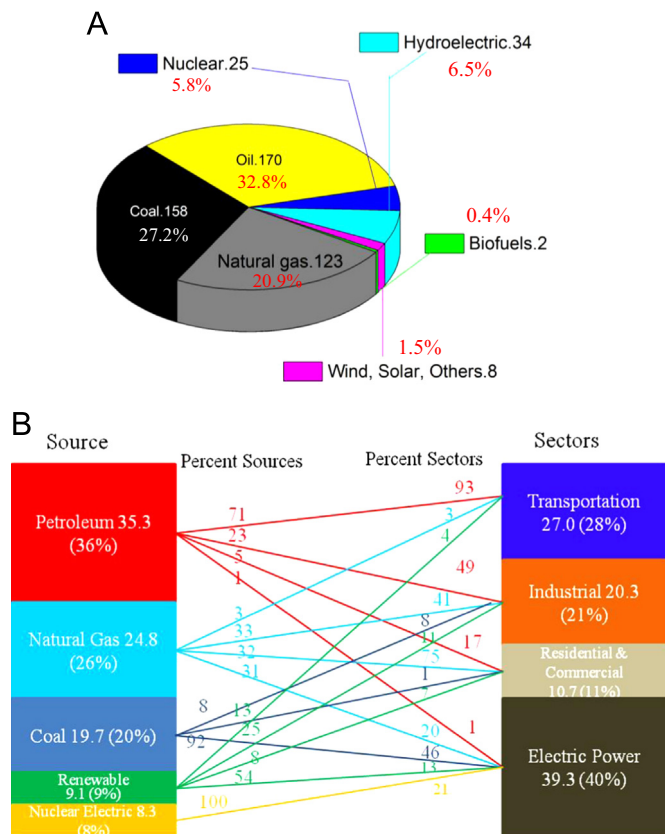 A
Nuclear.25
5.8%
Hydroelectric.34
6.5%
Oil.170
32.8%
Coal.158
27.2%
Natural gas.123
20.9%
0.4%
Biofuels.2
1.5%
Wind, Solar, Others.8
B
Source
Percent Sources
Percent Sectors
Sectors
Petroleum 35.3
(36%)
Natural Gas 24.8
(26%)
Coal 19.7 (20%)
Renewable
9.1 (9%)
Nuclear Electric 8.3
(8%)
71
23
5
1
3
33
32
31
8
92
13
25
8
54
100
93
3
4
49
41
8
11
17
75
1
1
20
46
13
21
Transportation
27.0 (28%)
Industrial 20.3
(21%)
Residential &
Commercial
10.7 (11%)
Electric Power
39.3 (40%)